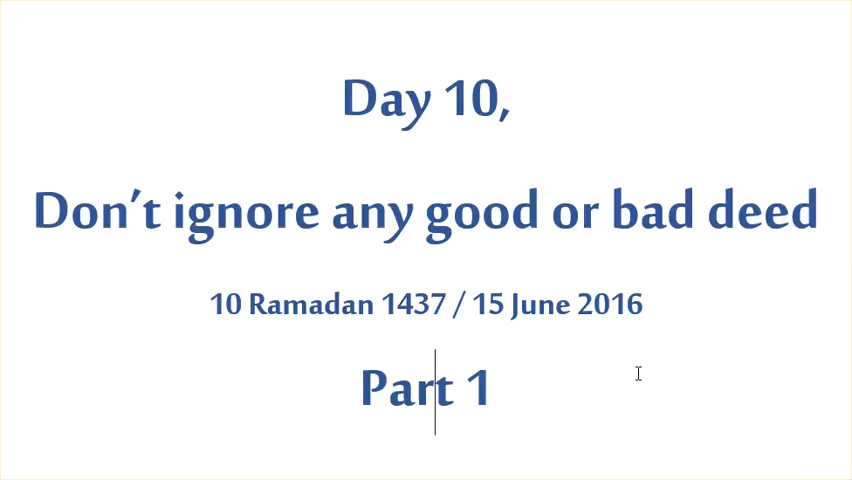 Day 10,
Don’t ignore any good or bad deed
10 Ramadan 1437 / 15 June 2016
Part 1